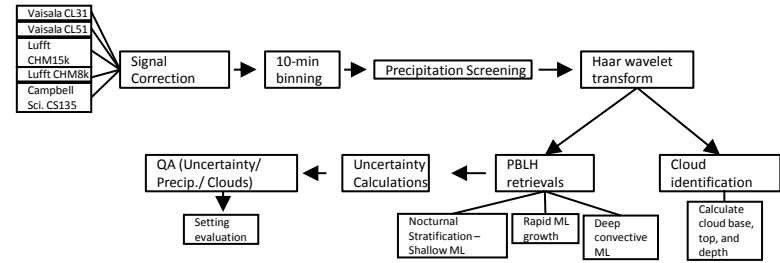 Vaisala CL31
Vaisala CL51
Lufft
CHM15k
Lufft CHM8k
Campbell
Sci. CS135
Signal
Correction
10-min
binning
Precipitation Screening
Haar wavelet
transform
QA (Uncertainty/
Precip./ Clouds)
Uncertainty
Calculations
PBLH
retrievals
Cloud
identification
Setting
evaluation
Nocturnal
Stratification –
Shallow ML
Rapid ML
growth
Deep
convective
ML
Calculate
cloud base,
top, and
depth